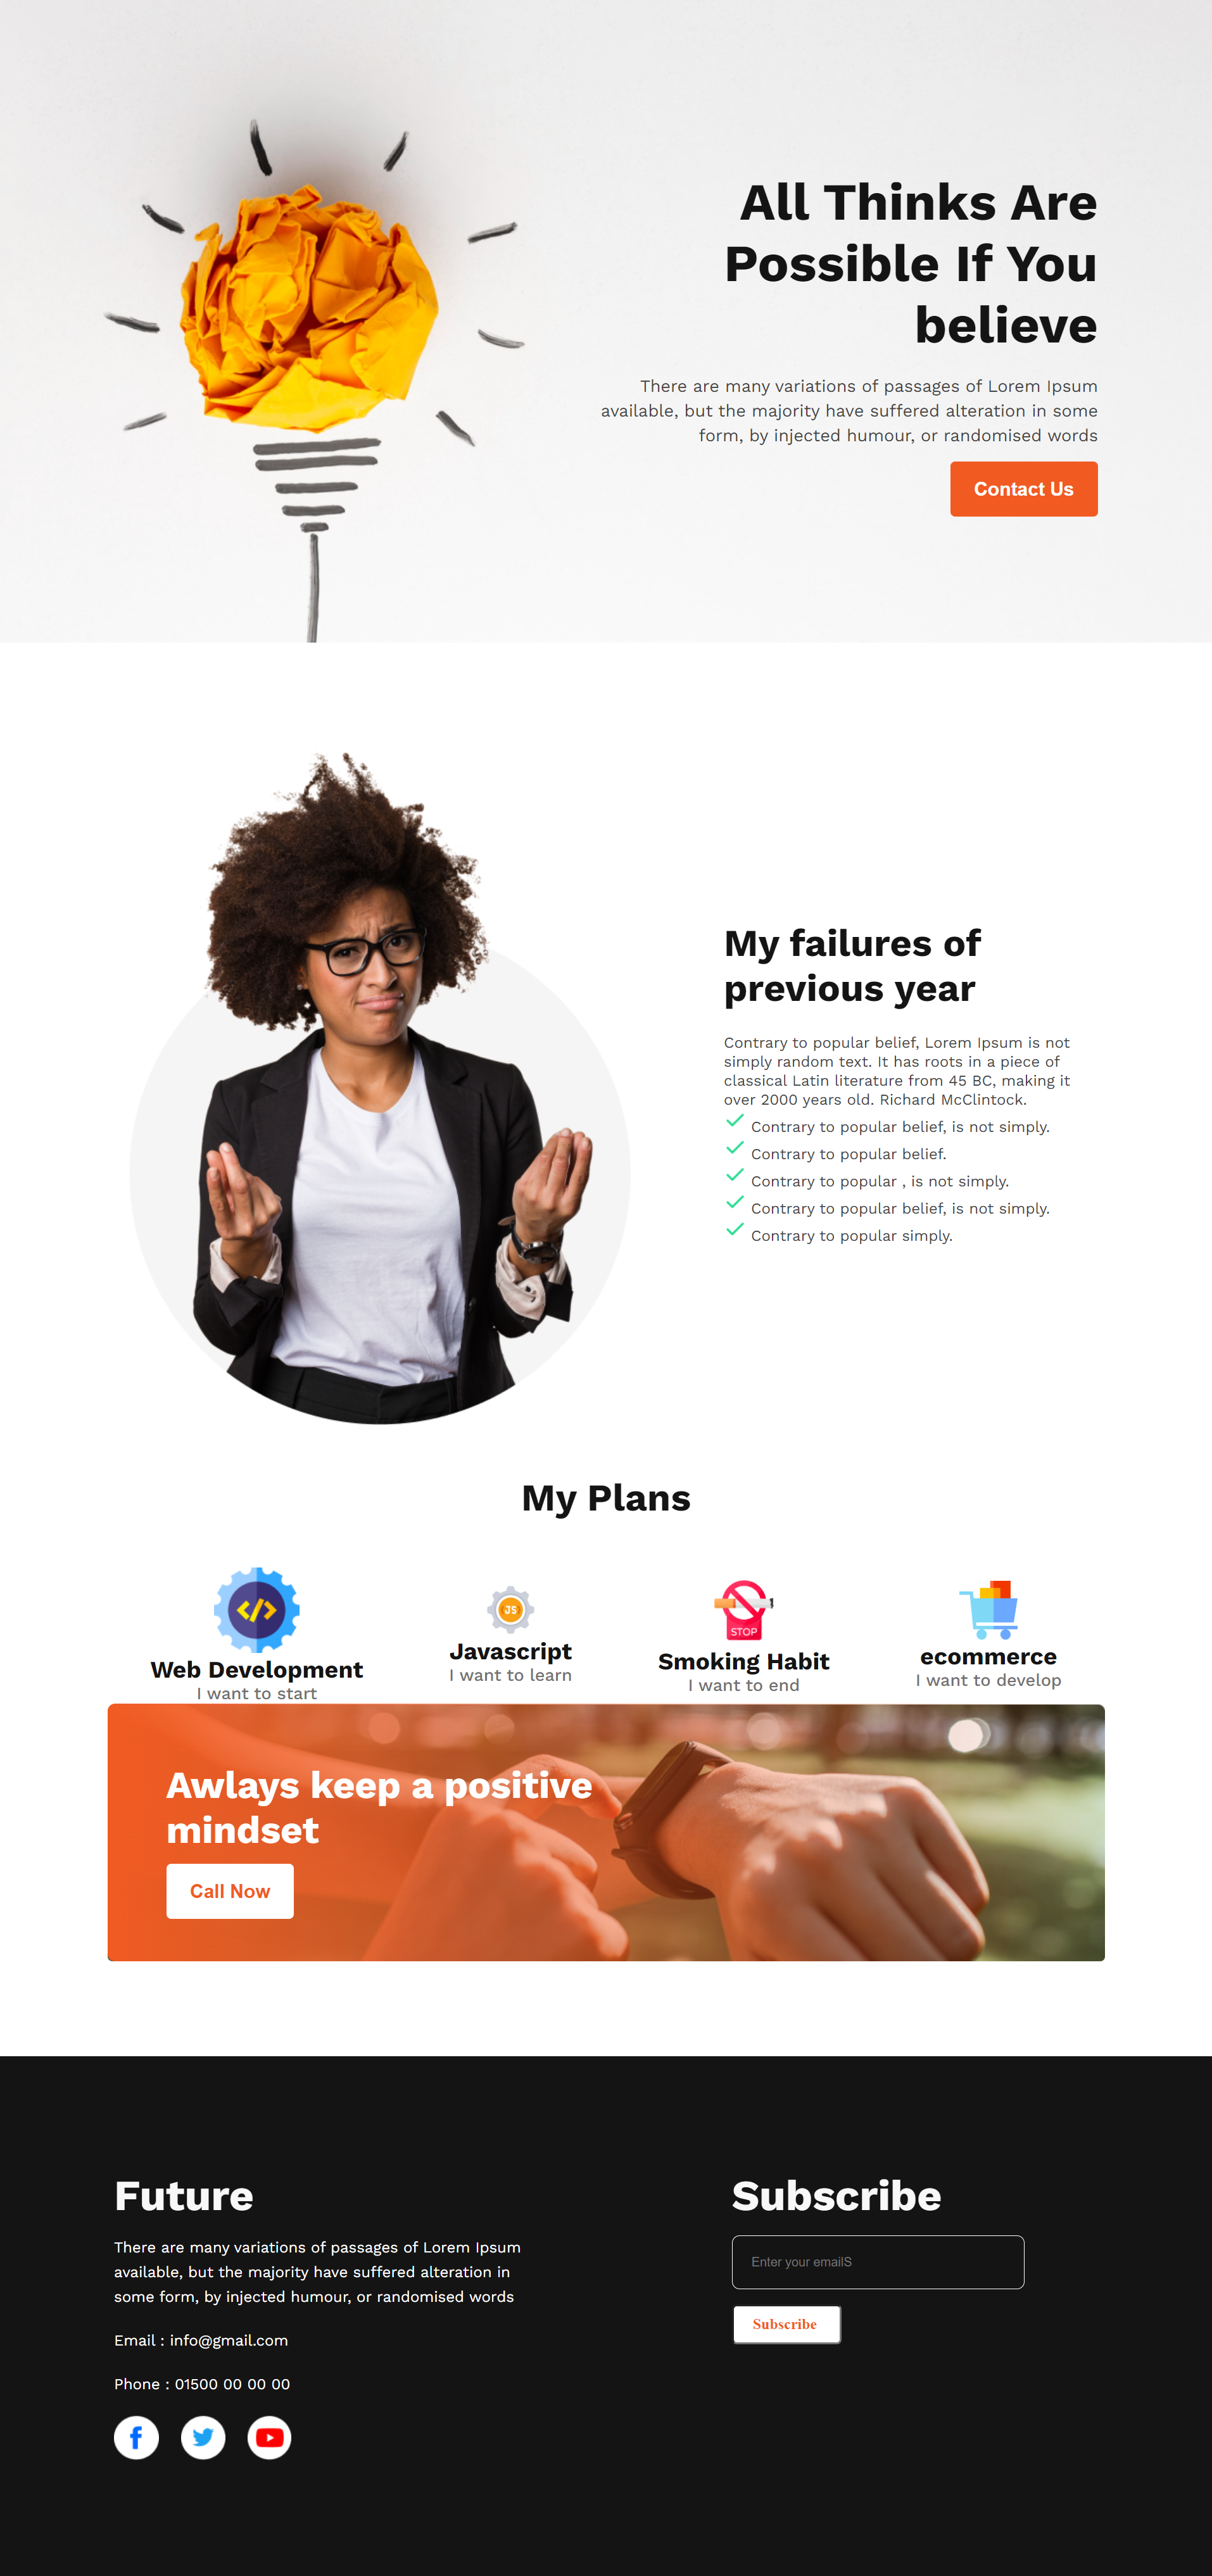 All Thinks Are
Possible If You
believe
There are many variations of passages of Lorem Ipsum
available, but the majority have suffered alteration in some
form, by injected humour, or randomised words
Contact Us
My failures of
previous year
Contrary to popular belief, Lorem Ipsum is not
simply random text. It has roots in a piece of
classical Latin literature from 45 BC, making it
over 2000 years old. Richard McClintock.
Contrary to popular belief, is not simply.
Contrary to popular belief.
Contrary to popular , is not simply.
Contrary to popular belief, is not simply.
Contrary to popular simply.
My Plans
</>
Web Development
I want to start
JS
Javascript
I want to learn
STOP
Smoking Habit
I want to end
ecommerce
I want to develop
Awlays keep a positive
mindset
Call Now
Future
There are many variations of passages of Lorem Ipsum
available, but the majority have suffered alteration in
some form, by injected humour, or randomised words
Email : info@gmail.com
Phone : 01500 00 00 00
Subscribe
Enter your emailS
Subscribe